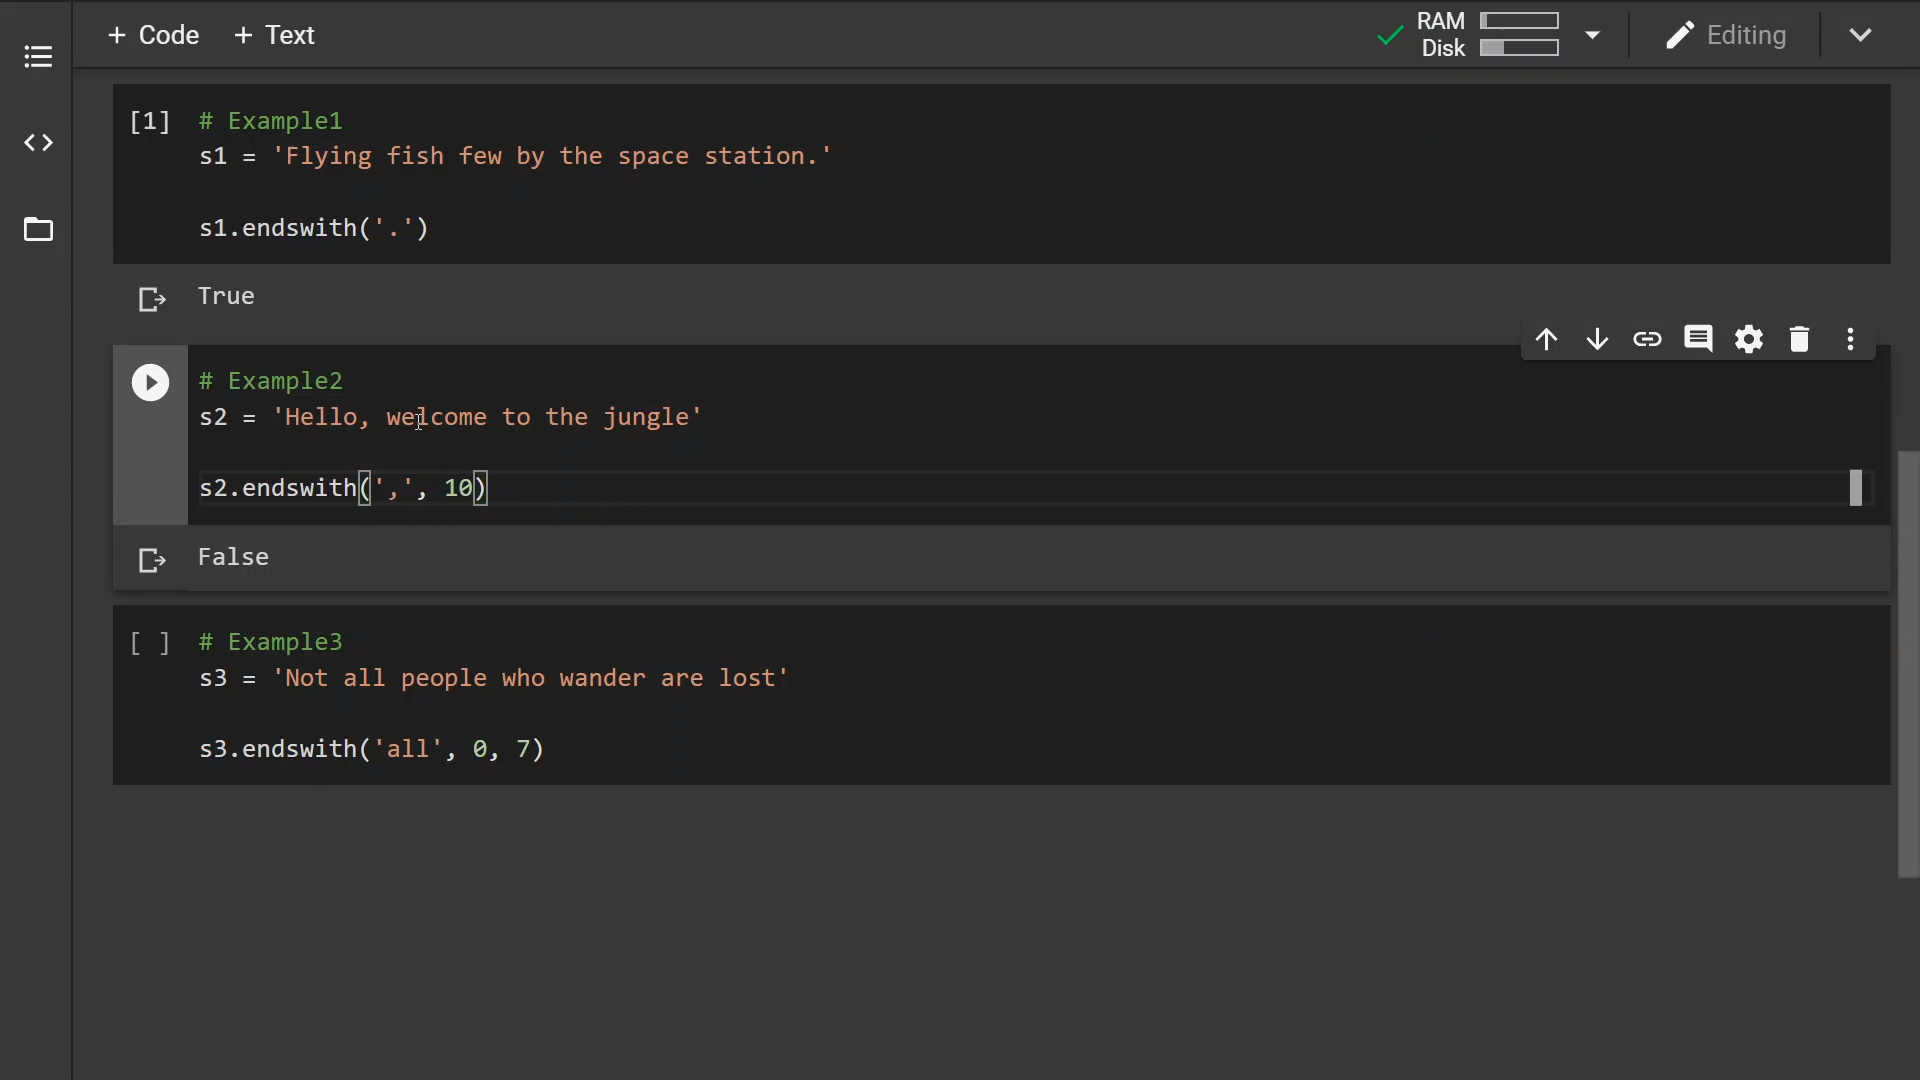 + Code + Text
RAM
Disk
Editing
[1] # Example1
s1 = 'Flying fish few by the space station.'
s1.endswith('.')
True
# Example2
s2 = 'Hello, welcome to the jungle'
s2.endswith(',', 10)
False
[ ] # Example3
s3 = 'Not all people who wander are lost'
s3.endswith('all', 0, 7)